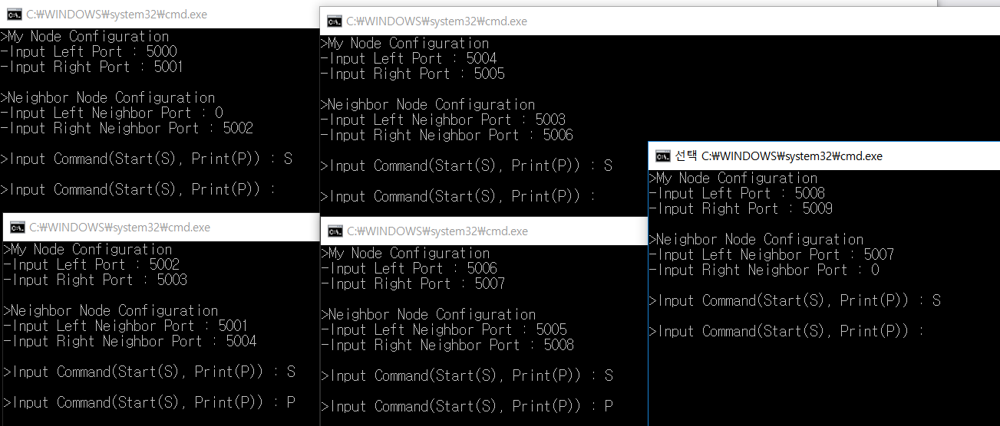 C:₩WINDOWS₩system32₩cmd.exe
>My Node Configuration
-Input Left Port : 5000
-Input Right Port : 5001
>Neighbor Node Configuration
-Input Left Neighbor Port : 0
-Input Right Neighbor Port : 5002
>Input Command(Start(S), Print(P)) : S
>Input Command(Start(S), Print(P)) :
C:₩WINDOWS₩system32₩cmd.exe
>My Node Configuration
-Input Left Port : 5004
-Input Right Port : 5005
>Neighbor Node Configuration
-Input Left Neighbor Port : 5003
-Input Right Neighbor Port : 5006
>Input Command(Start(S), Print(P)) : S
>Input Command(Start(S), Print(P)) :
C:₩WINDOWS₩system32₩cmd.exe
>My Node Configuration
-Input Left Port : 5002
-Input Right Port : 5003
>Neighbor Node Configuration
-Input Left Neighbor Port : 5001
-Input Right Neighbor Port : 5004
>Input Command(Start(S), Print(P)) : S
>Input Command(Start(S), Print(P)) : P
C:₩WINDOWS₩system32₩cmd.exe
>My Node Configuration
-Input Left Port : 5006
-Input Right Port : 5007
>Neighbor Node Configuration
-Input Left Neighbor Port : 5005
-Input Right Neighbor Port : 5008
>Input Command(Start(S), Print(P)) : S
>Input Command(Start(S), Print(P)) : P
선택 C:₩WINDOWS₩system32₩cmd.exe
>My Node Configuration
-Input Left Port : 5008
-Input Right Port : 5009
>Neighbor Node Configuration
-Input Left Neighbor Port : 5007
-Input Right Neighbor Port : 0
>Input Command(Start(S), Print(P)) : S
>Input Command(Start(S), Print(P)) :